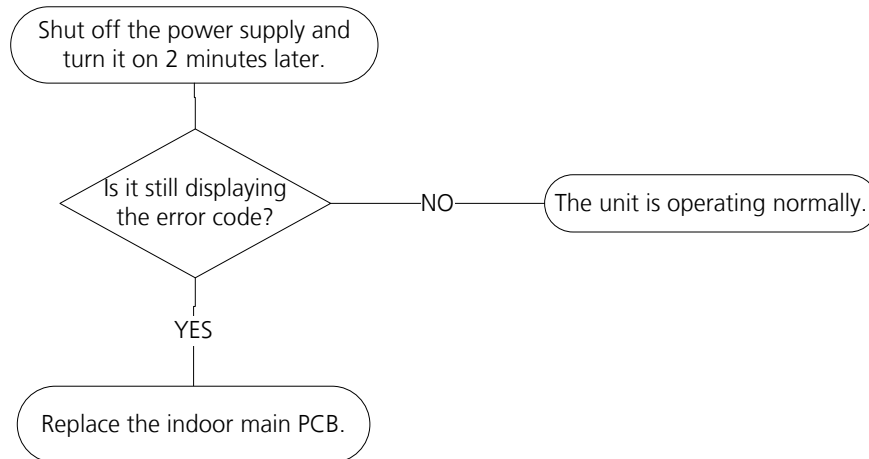 Shut off the power supply and
turn it on 2 minutes later.
Is it still displaying
the error code?
NO
The unit is operating normally.
YES
Replace the indoor main PCB.